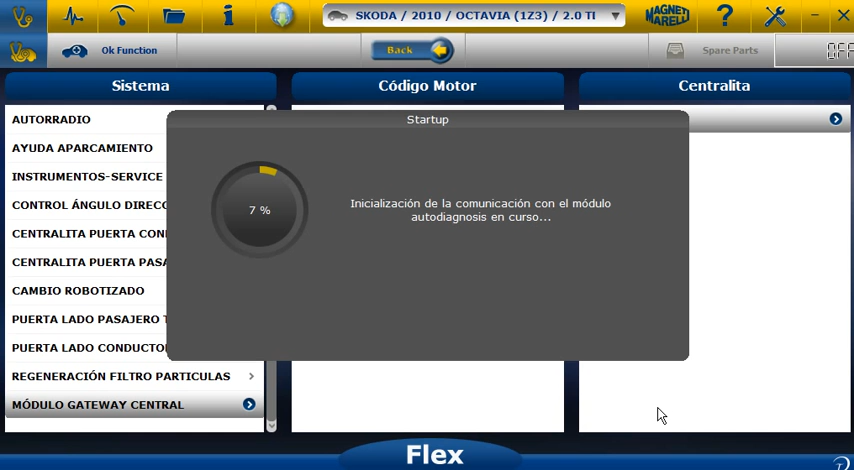 SKODA / 2010 / OCTAVIA (1Z3) / 2.0 TI
MAGNETI
MARELLI
?
Ok Function
Back
Spare Parts
OFF
Sistema
Código Motor
Centralita
AUTORRADIO
AYUDA APARCAMIENTO
INSTRUMENTOS-SERVICE
CONTROL ÁNGULO DIREC
CENTRALITA PUERTA CON
CENTRALITA PUERTA PASA
CAMBIO ROBOTIZADO
PUERTA LADO PASAJERO T
PUERTA LADO CONDUCTO
REGENERACIÓN FILTRO PARTICULAS
MÓDULO GATEWAY CENTRAL
Startup
7 %
Inicialización de la comunicación con el módulo
autodiagnosis en curso...
Flex